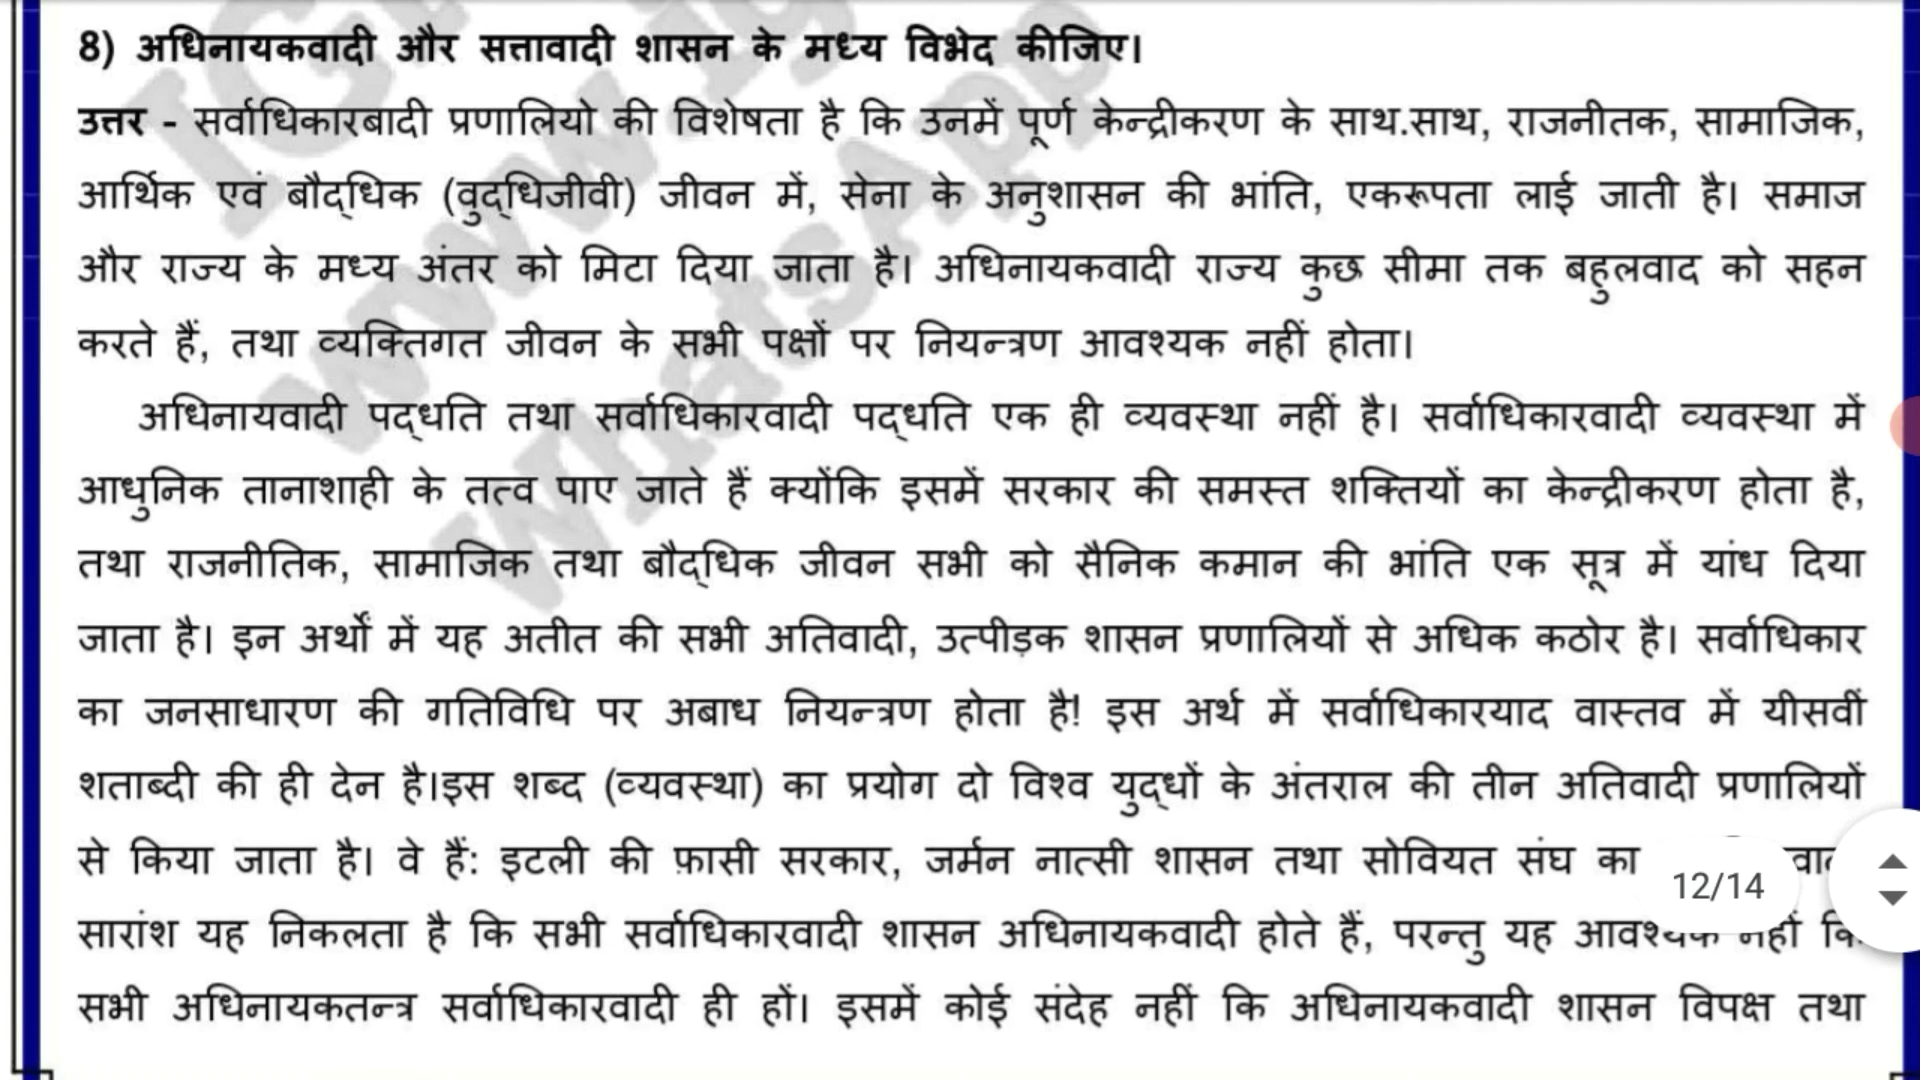 8) अधिनायकवादी और सत्तावादी शासन के मध्य विभेद कीजिए।
उत्तर - सर्वाधिकारबादी प्रणालियो की विशेषता है कि उनमें पूर्ण केन्द्रीकरण के साथ.साथ, राजनीतक, सामाजिक,
आर्थिक एवं बौद्धिक (वुद्धिजीवी) जीवन में, सेना के अनुशासन की भांति, एकरूपता लाई जाती है। समाज
और राज्य के मध्य अंतर को मिटा दिया जाता है। अधिनायकवादी राज्य कुछ सीमा तक बहुलवाद को सहन
करते हैं, तथा व्यक्तिगत जीवन के सभी पक्षों पर नियन्त्रण आवश्यक नहीं होता।
अधिनायवादी पद्धति तथा सर्वाधिकारवादी पद्धति एक ही व्यवस्था नहीं है। सर्वाधिकारवादी व्यवस्था में
आधुनिक तानाशाही के तत्व पाए जाते हैं क्योंकि इसमें सरकार की समस्त शक्तियों का केन्द्रीकरण होता है,
तथा राजनीतिक, सामाजिक तथा बौद्धिक जीवन सभी को सैनिक कमान की भांति एक सूत्र में यांध दिया
जाता है। इन अर्थों में यह अतीत की सभी अतिवादी, उत्पीड़क शासन प्रणालियों से अधिक कठोर है। सर्वाधिकार
का जनसाधारण की गतिविधि पर अबाध नियन्त्रण होता है! इस अर्थ में सर्वाधिकारयाद वास्तव में यीसवीं
शताब्दी की ही देन है।इस शब्द (व्यवस्था) का प्रयोग दो विश्व युद्धों के अंतराल की तीन अतिवादी प्रणालियों
से किया जाता है। वे हैं: इटली की फ़ासी सरकार, जर्मन नात्सी शासन तथा सोवियत संघ का
12/14
सारांश यह निकलता है कि सभी सर्वाधिकारवादी शासन अधिनायकवादी होते हैं, परन्तु यह आवश्यक नहीं कि
सभी अधिनायकतन्त्र सर्वाधिकारवादी ही हों। इसमें कोई संदेह नहीं कि अधिनायकवादी शासन विपक्ष तथा
WhatsApp